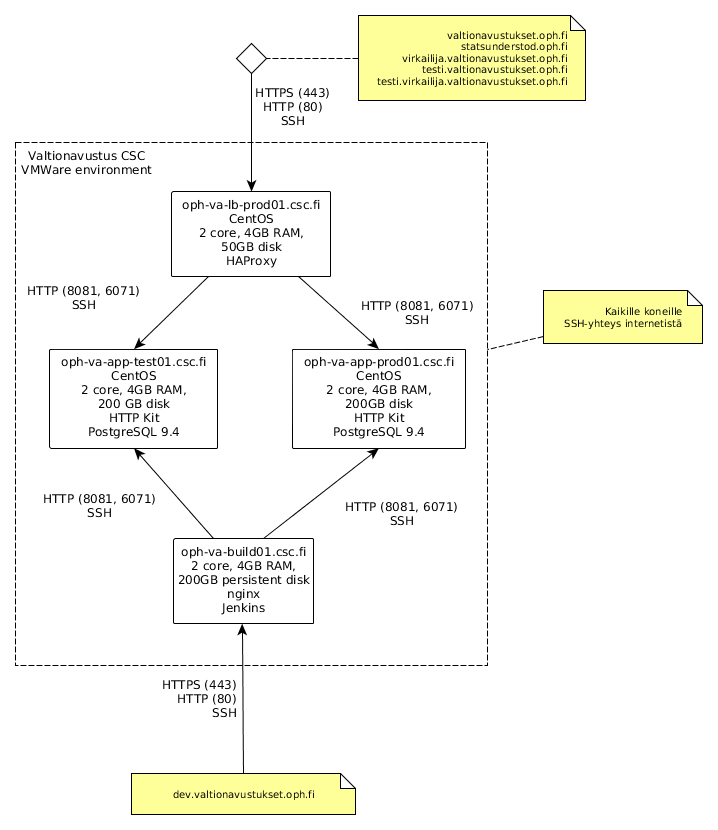 valtionavustukset.oph.fi
statsunderstod.oph.fi
virkailija.valtionavustukset.oph.fi
testi.valtionavustukset.oph.fi
testi.virkailija.valtionavustukset.oph.fi
HTTPS (443)
HTTP (80)
SSH
Valtionavustus CSC
VMWare environment
oph-va-lb-prod01.csc.fi
CentOS
2 core, 4GB RAM,
50GB disk
HAProxy
HTTP (8081, 6071)
SSH
HTTP (8081, 6071)
SSH
Kaikille koneille
SSH-yhteys internetistä
oph-va-app-test01.csc.fi
CentOS
2 core, 4GB RAM,
200 GB disk
HTTP Kit
PostgreSQL 9.4
oph-va-app-prod01.csc.fi
CentOS
2 core, 4GB RAM,
200GB disk
HTTP Kit
PostgreSQL 9.4
HTTP (8081, 6071)
SSH
HTTP (8081, 6071)
SSH
oph-va-build01.csc.fi
2 core, 4GB RAM,
200GB persistent disk
nginx
Jenkins
HTTPS (443)
HTTP (80)
SSH
dev.valtionavustukset.oph.fi